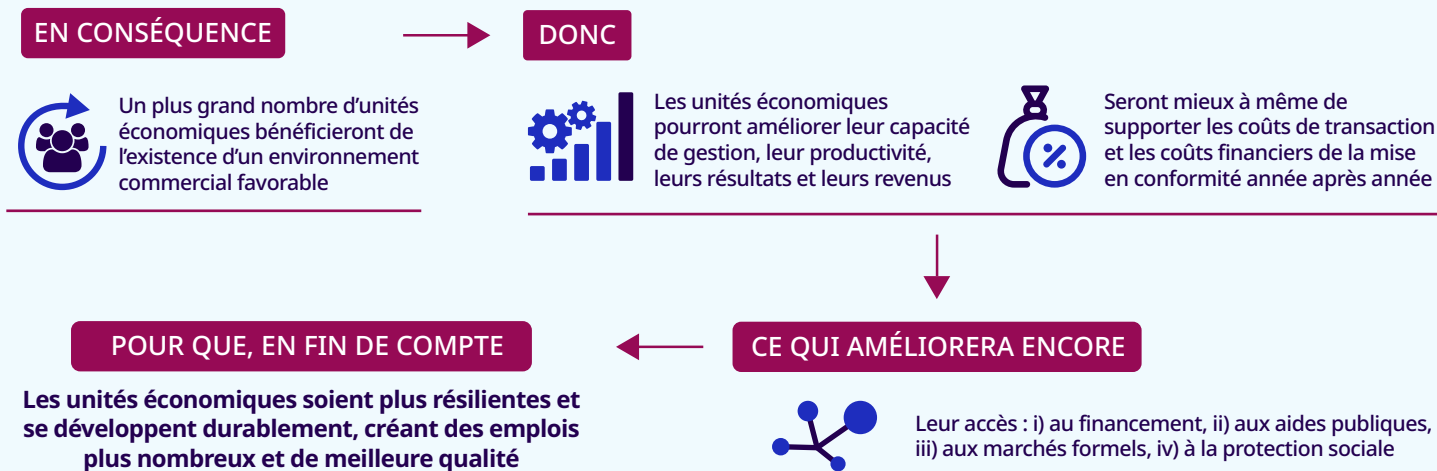 EN CONSÉQUENCE
Un plus grand nombre d’unités
économiques bénéficieront de
l’existence d’un environnement
commercial favorable
DONC
Les unités économiques
pourront améliorer leur capacité
de gestion, leur productivité,
leurs résultats et leurs revenus
Seront mieux à même de
supporter les coûts de transaction
et les coûts financiers de la mise
en conformité année après année
CE QUI AMÉLIORERA ENCORE
Leur accès : i) au financement, ii) aux aides publiques,
iii) aux marchés formels, iv) à la protection sociale
POUR QUE, EN FIN DE COMPTE
Les unités économiques soient plus résilientes et
se développent durablement, créant des emplois
plus nombreux et de meilleure qualité